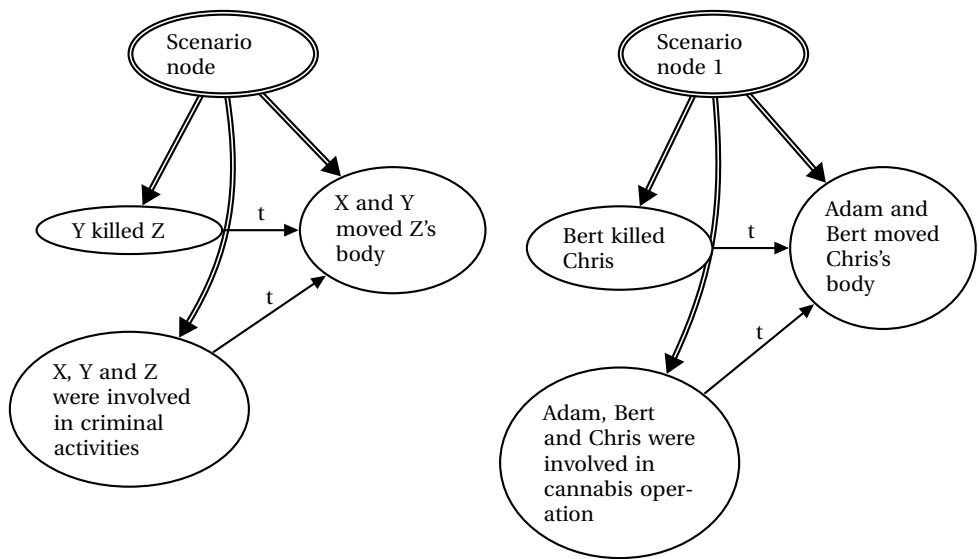 Scenario
node
Y killed Z
t
X and Y
moved Z's
body
t
X, Y and Z
were involved
in criminal
activities
Scenario
node 1
Bert killed
Chris
t
Adam and
Bert moved
Chris's
body
t
Adam, Bert
and Chris were
involved in
cannabis oper-
ation